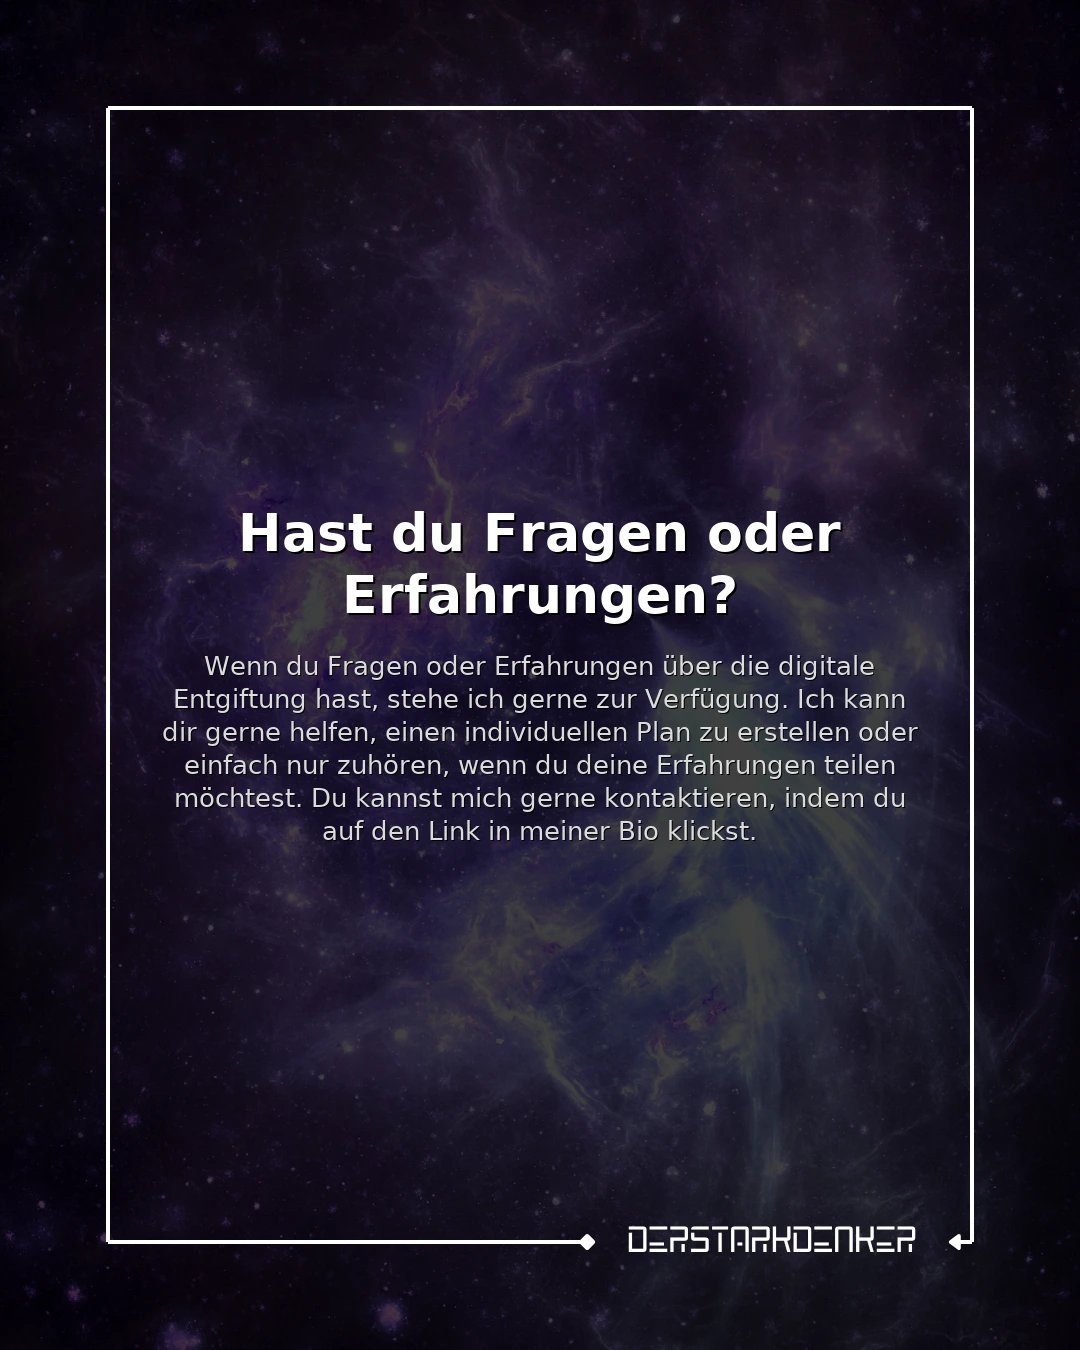 Hast du Fragen oder
Erfahrungen?
Wenn du Fragen oder Erfahrungen über die digitale
Entgiftung hast, stehe ich gerne zur Verfügung. Ich kann
dir gerne helfen, einen individuellen Plan zu erstellen oder
einfach nur zuhören, wenn du deine Erfahrungen teilen
möchtest. Du kannst mich gerne kontaktieren, indem du
auf den Link in meiner Bio klickst.
DERSTARKDENKER